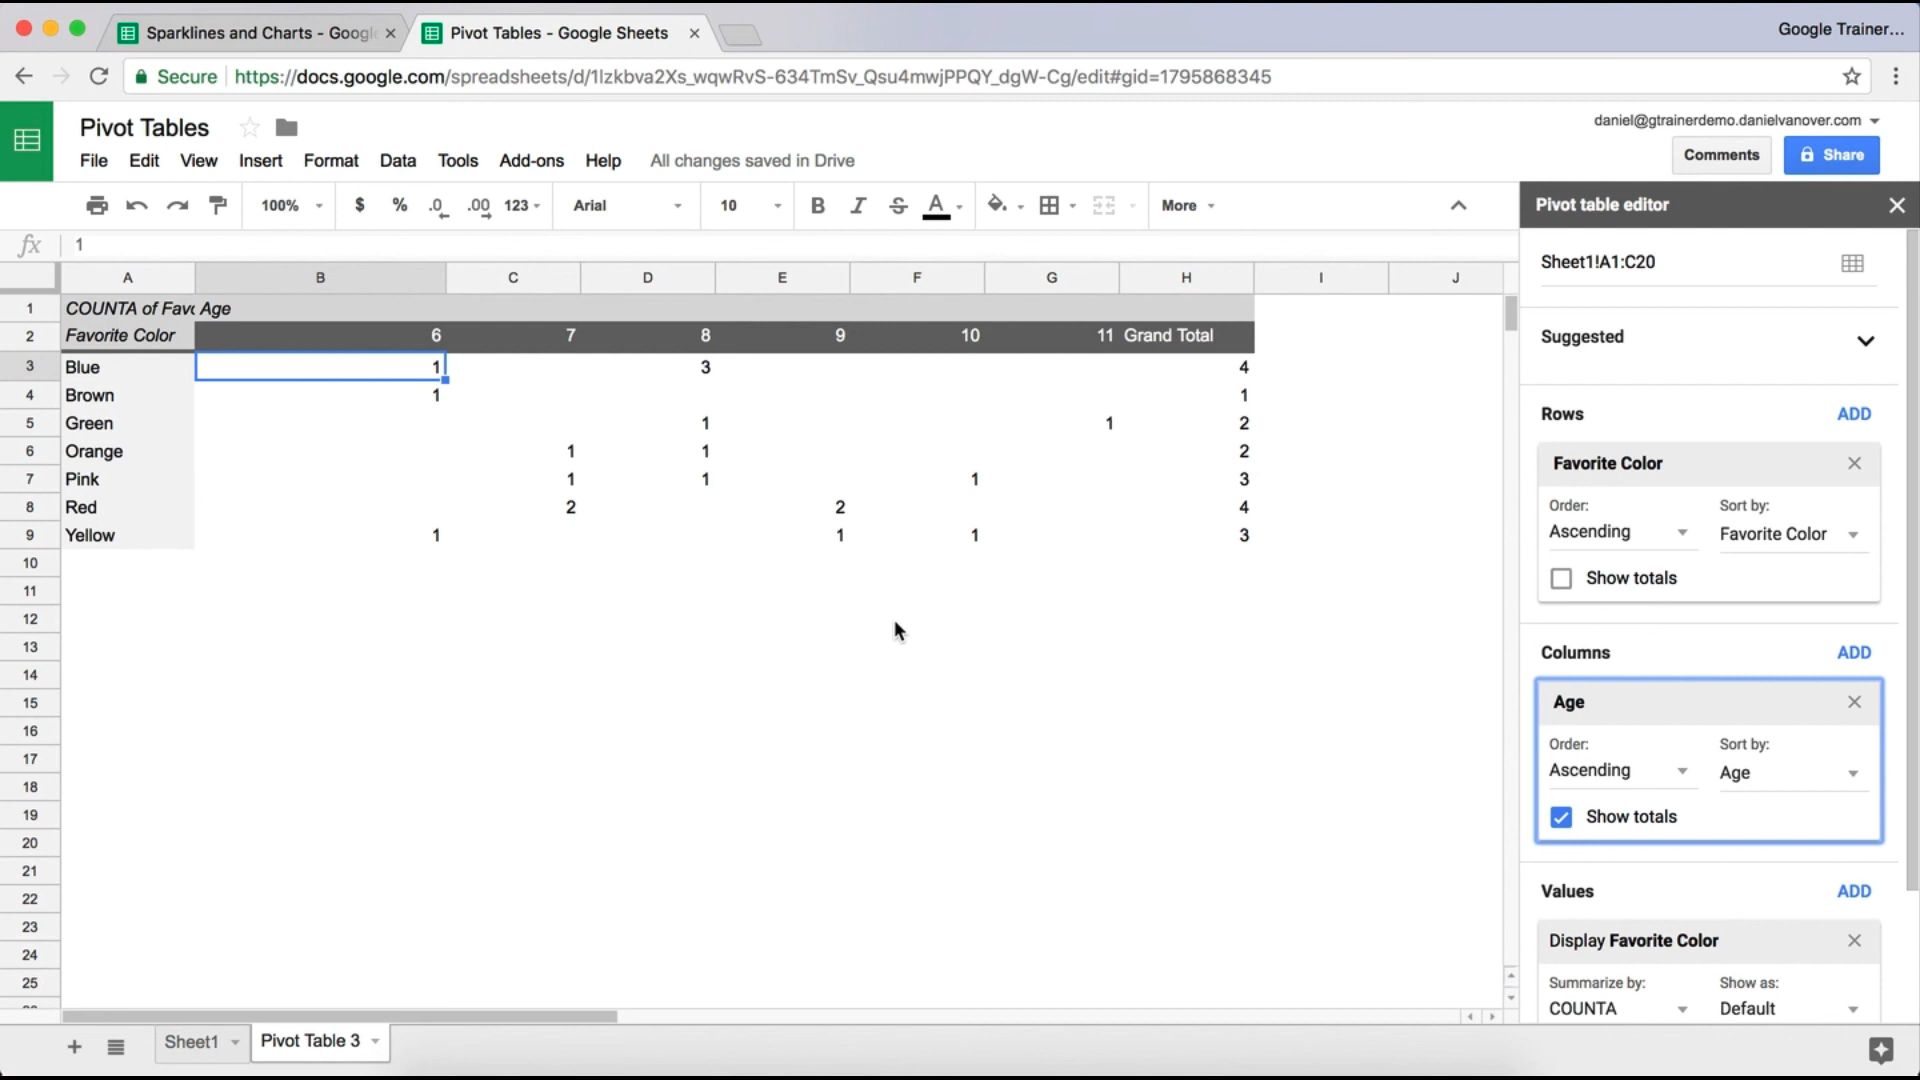 Sparklines and Charts - Googl
Pivot Tables - Google Sheets
Google Trainer...
Secure
https://docs.google.com/spreadsheets/d/1lzkbva2Xs_wqwRvS-634TmSv_Qsu4mwjPPQY_dgW-Cg/edit#gid=1795868345
Pivot Tables
daniel@gtrainerdemo.danielvanover.com
File Edit View Insert Format Data Tools Add-ons Help All changes saved in Drive
Comments
Share
100% $ % .0 .00 123 Arial 10 B I S A More
fx 1
A B C D E F G H I J
1 COUNTA of Fav Age
2 Favorite Color 6 7 8 9 10 11 Grand Total
3 Blue 1 3 4
4 Brown 1 1
5 Green 1 1 2
6 Orange 1 1 2
7 Pink 1 1 1 3
8 Red 2 2 4
9 Yellow 1 1 1 3
10
11
12
13
14
15
16
17
18
19
20
21
22
23
24
25
Pivot table editor
Sheet1!A1:C20
Suggested
Rows ADD
Favorite Color
Order: Sort by:
Ascending Favorite Color
Show totals
Columns ADD
Age
Order: Sort by:
Ascending Age
Show totals
Values ADD
Display Favorite Color
Summarize by: Show as:
COUNTA Default
Sheet1
Pivot Table 3